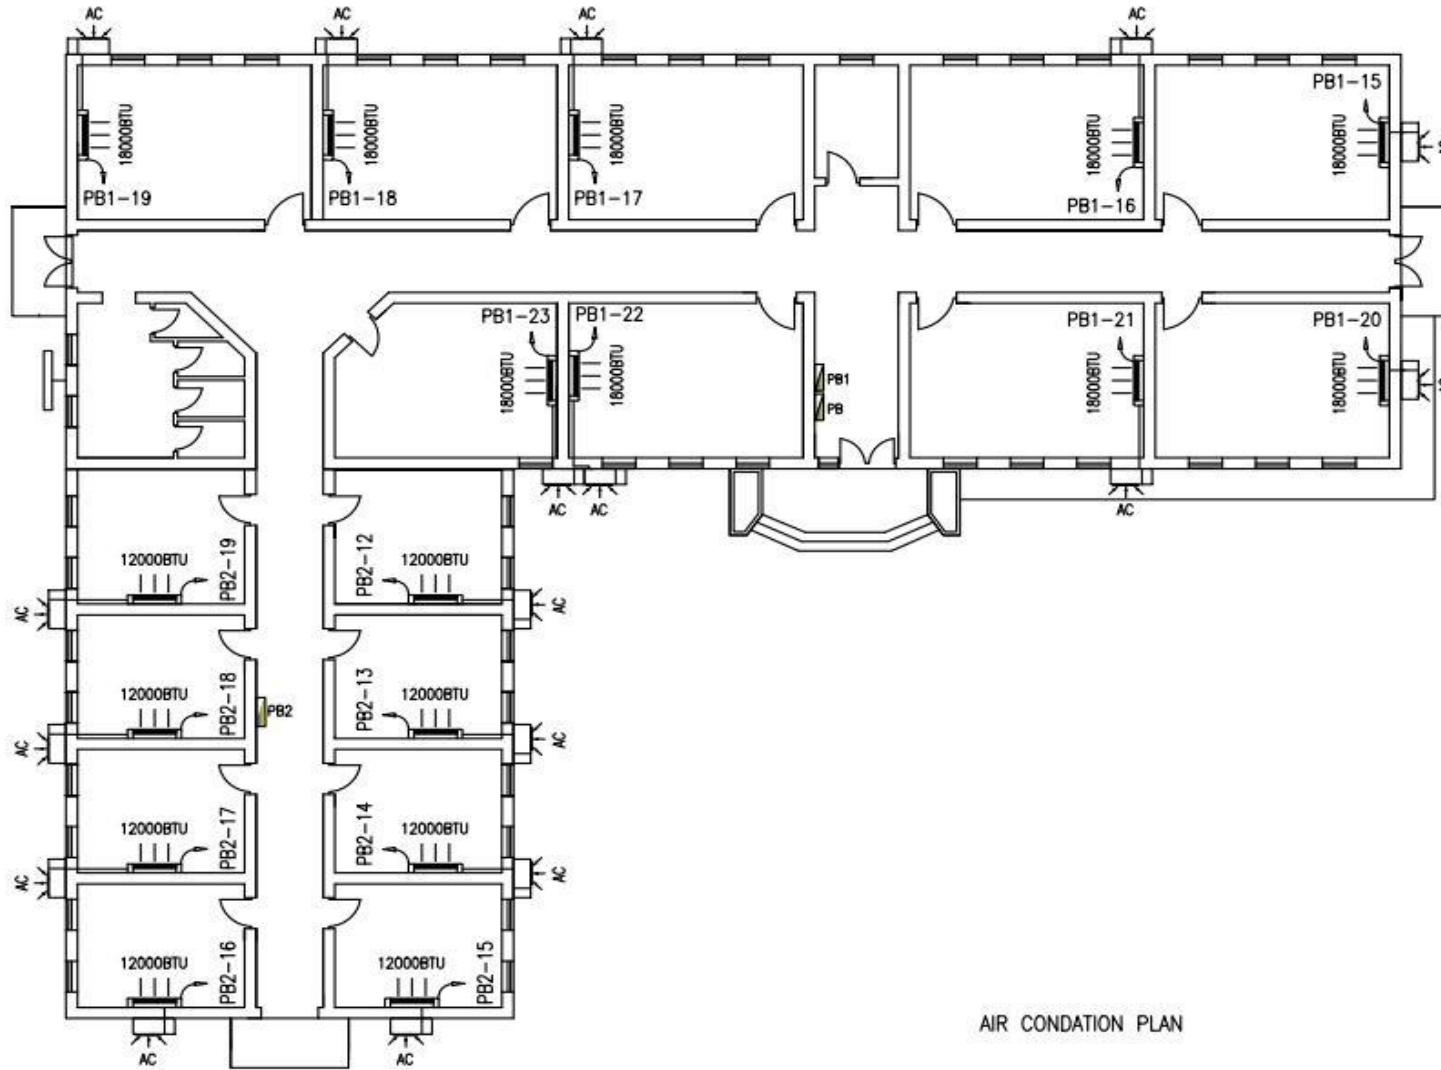 AC AC AC AC
PB1-15
18000BTU 18000BTU 18000BTU 18000BTU 18000BTU
PB1-19 PB1-18 PB1-17 PB1-16
PB1-23 PB1-22 PB1-21 PB1-20
18000BTU 18000BTU 18000BTU 18000BTU
PB1
PB
AC AC AC
12000BTU PB2-19 PB2-12 12000BTU
AC AC
12000BTU PB2-18 PB2 PB2-13 12000BTU
AC AC
12000BTU PB2-17 PB2-14 12000BTU
AC AC
12000BTU PB2-16 12000BTU PB2-15
AC AC
AIR CONDATION PLAN